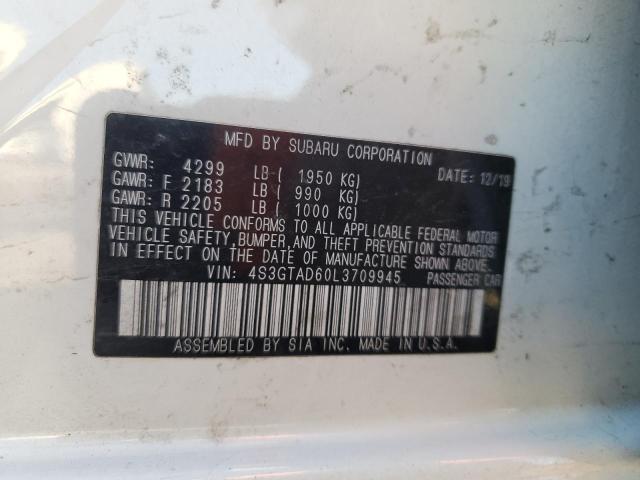 MFD BY SUBARU CORPORATION
GVWR: 4299 LB ( 1950 KG) DATE: 12/19
GAWR: F 2183 LB ( 990 KG)
GAWR: R 2205 LB ( 1000 KG)
THIS VEHICLE CONFORMS TO ALL APPLICABLE FEDERAL MOTOR
VEHICLE SAFETY, BUMPER, AND THEFT PREVENTION STANDARDS
IN EFFECT ON THE DATE OF MANUFACTURE SHOWN ABOVE.
VIN: 4S3GTAD60L3709945 PASSENGER CAR
ASSEMBLED BY SIA INC. MADE IN U.S.A.